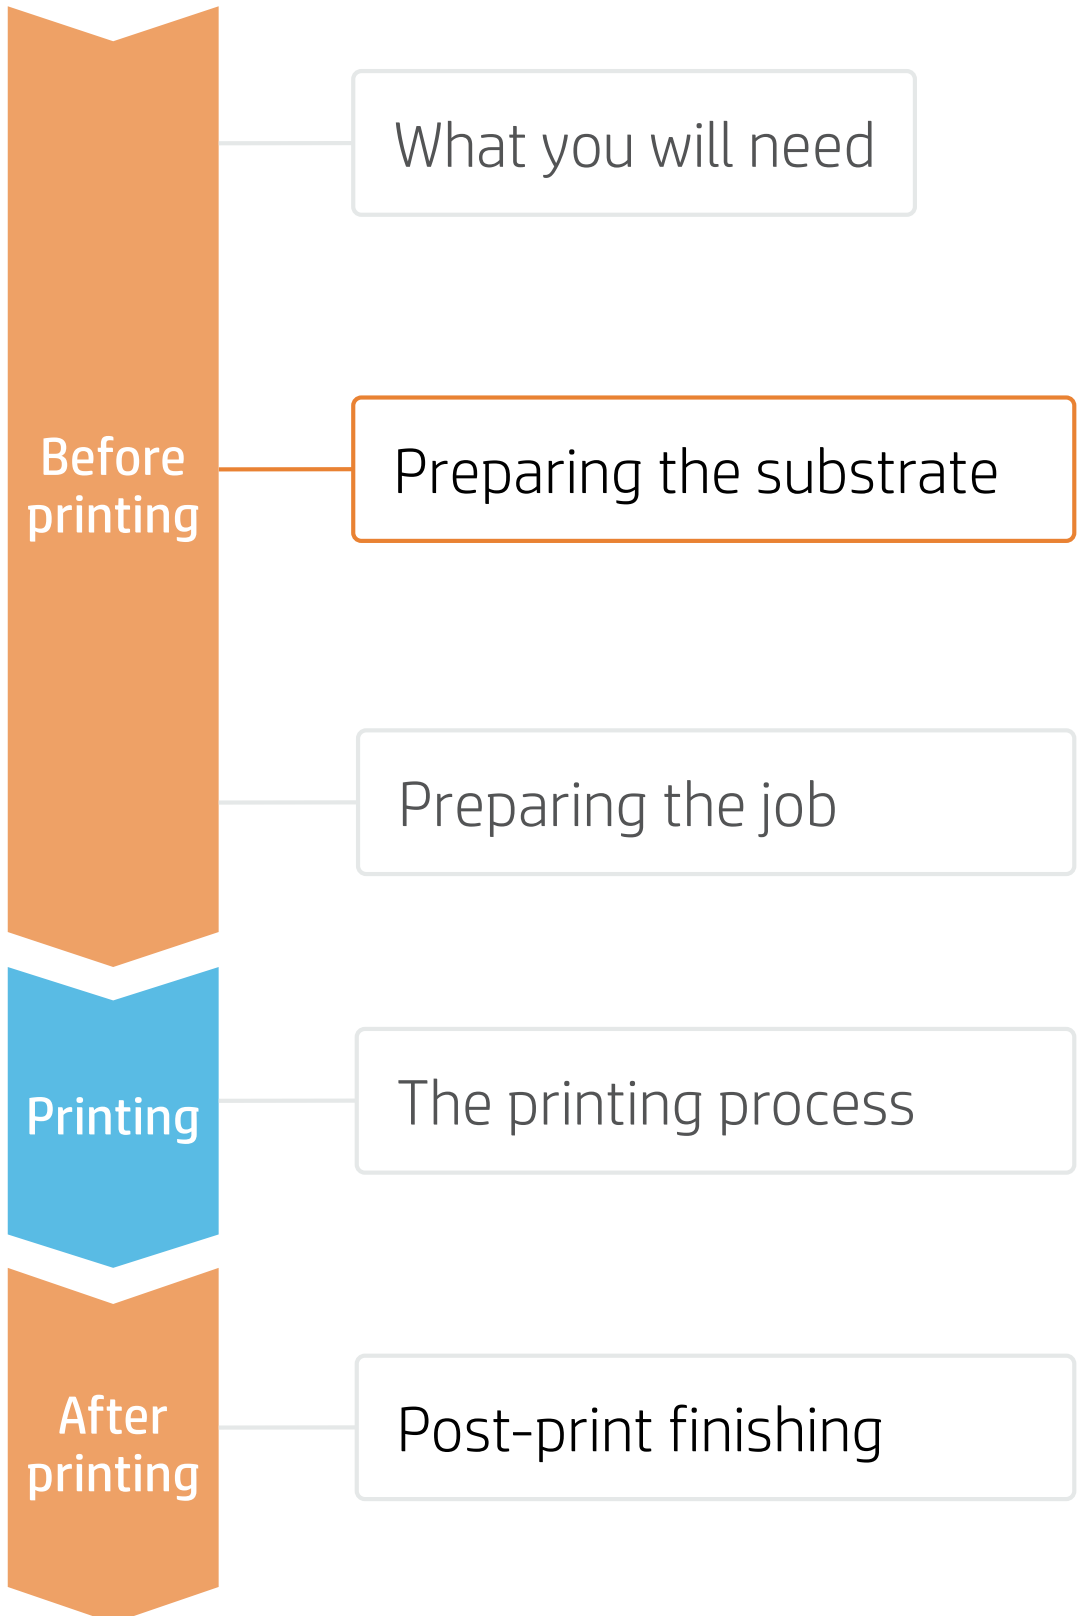 What you will need
Before
printing
Preparing the substrate
Preparing the job
Printing
The printing process
After
printing
Post-print finishing